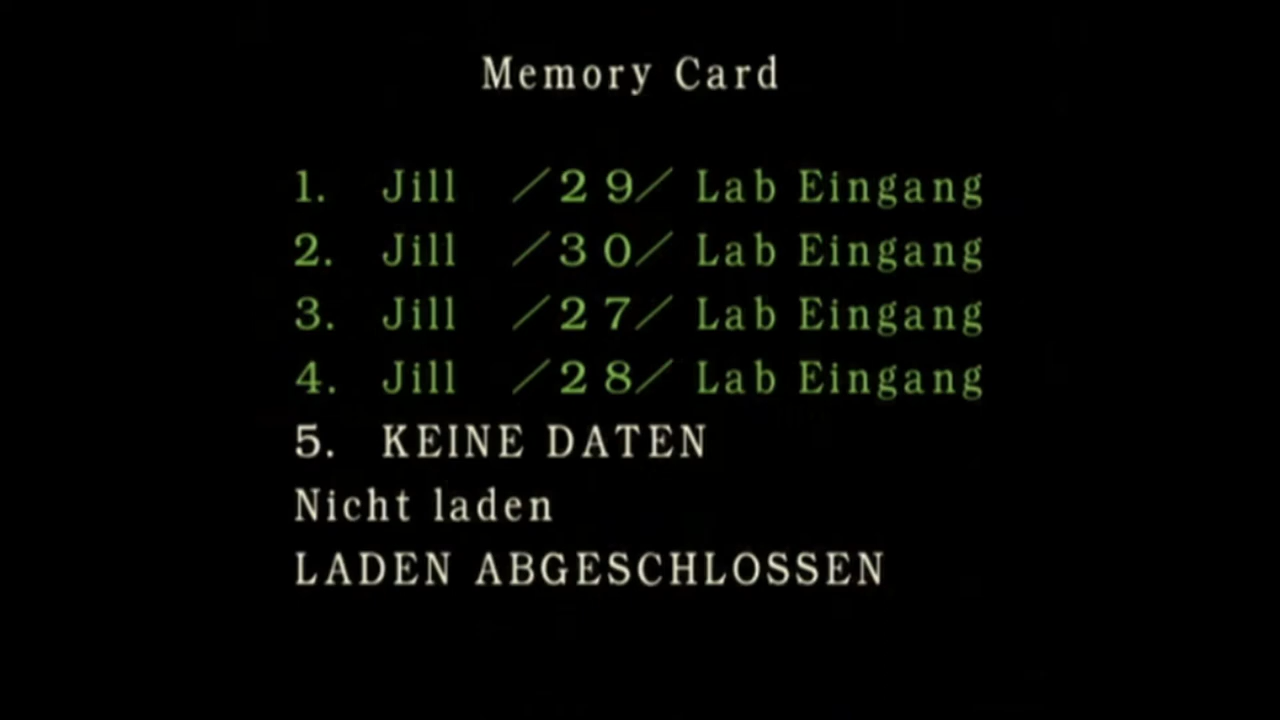 Memory Card
1. Jill ／29／ Lab Eingang
2. Jill ／30／ Lab Eingang
3. Jill ／27／ Lab Eingang
4. Jill ／28／ Lab Eingang
5. KEINE DATEN
Nicht laden
LADEN ABGESCHLOSSEN